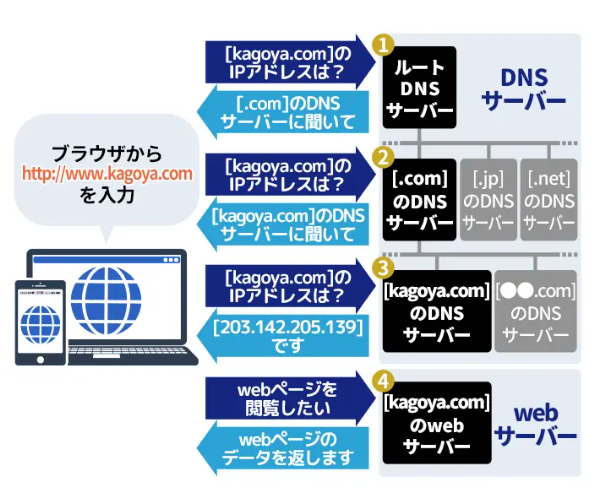 ブラウザから
http://www.kagoya.com
を入力
[kagoya.com]の
IPアドレスは?
[.com]のDNS
サーバーに聞いて
1
ルート
DNS
サーバー
DNS
サーバー
[kagoya.com]の
IPアドレスは?
[kagoya.com]のDNS
サーバーに聞いて
2
[.com]
のDNS
サーバー
[.jp]
のDNS
サーバー
[.net]
のDNS
サーバー
[kagoya.com]の
IPアドレスは?
[203.142.205.139]
です
3
[kagoya.com]
のDNS
サーバー
[●●.com]
のDNS
サーバー
webページを
閲覧したい
webページの
データを返します
4
[kagoya.com]
のweb
サーバー
web
サーバー